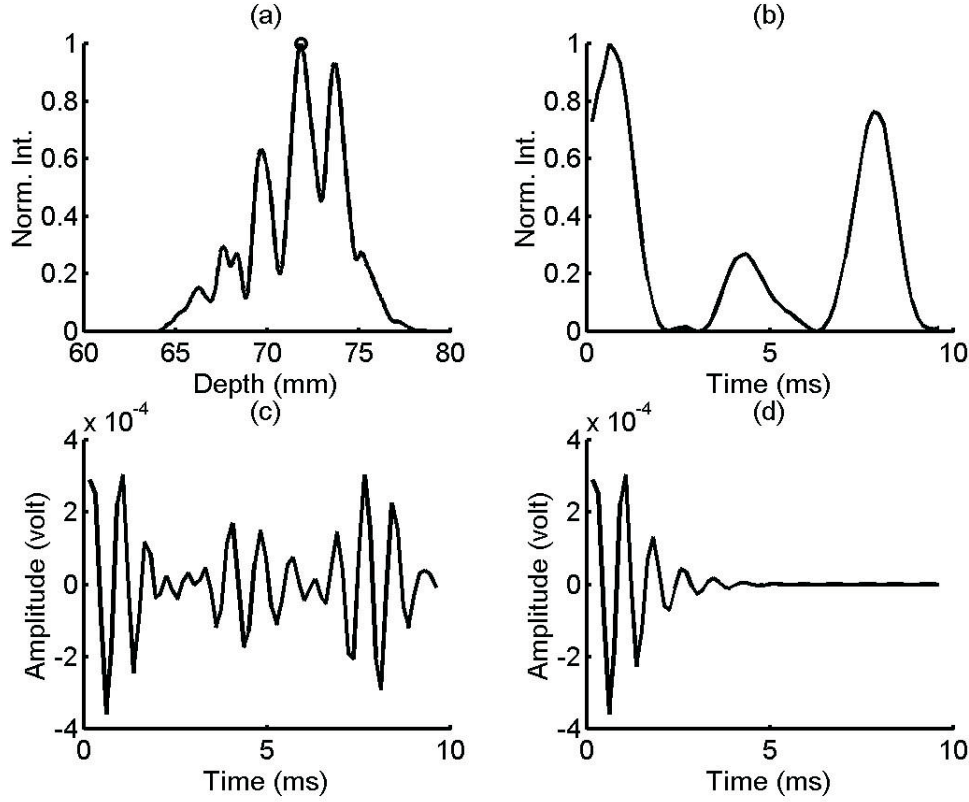 (a)
1
0.8
0.6
0.4
0.2
0
Norm. Int.
60 65 70 75 80
Depth (mm)
(b)
1
0.8
0.6
0.4
0.2
0
Norm. Int.
0 5 10
Time (ms)
(c)
x 10-4
4
2
0
-2
-4
Amplitude (volt)
0 5 10
Time (ms)
(d)
x 10-4
4
2
0
-2
-4
Amplitude (volt)
0 5 10
Time (ms)